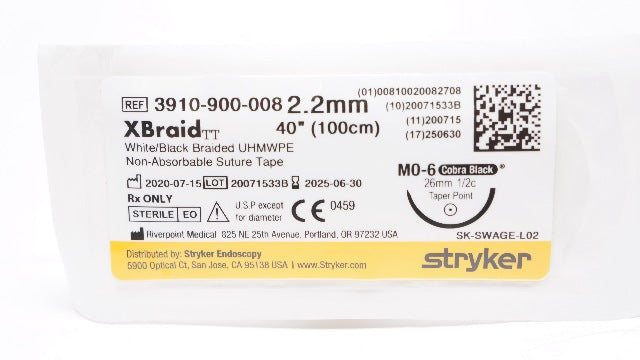 REF 3910-900-008 2.2mm
XBraid TT 40" (100cm)
White/Black Braided UHMWPE
Non-Absorbable Suture Tape
2020-07-15 LOT 20071533B 2025-06-30
Rx ONLY
STERILE EO
U.S.P except
for diameter
CE 0459
Riverpoint Medical 825 NE 25th Avenue, Portland, OR 97232 USA
(01)00810020082708
(10)20071533B
(11)200715
(17)250630
MO-6 Cobra Black®
26mm 1/2c
Taper Point
SK-SWAGE-L02
Distributed by: Stryker Endoscopy
5900 Optical Ct, San Jose, CA 95138 USA | www.stryker.com
stryker